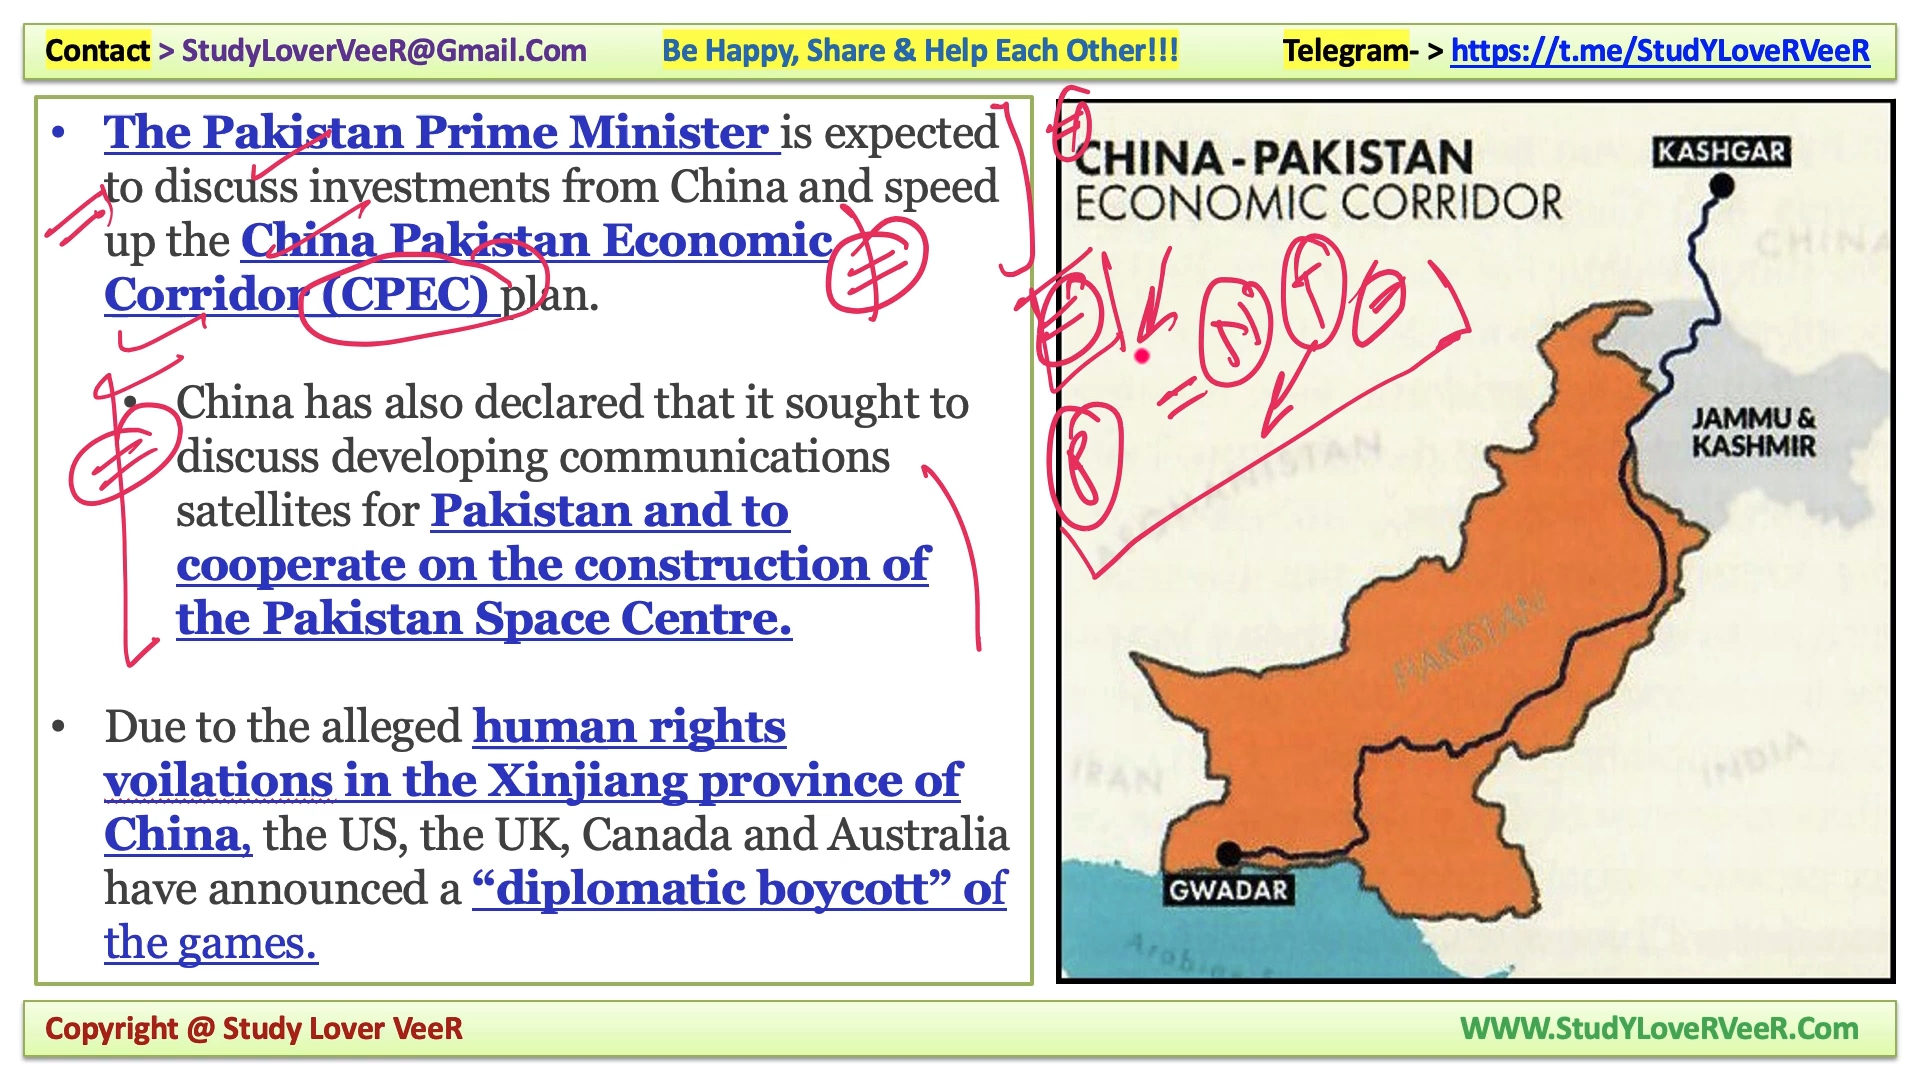 Contact > StudyLoverVeeR@Gmail.Com Be Happy, Share & Help Each Other!!! Telegram- > https://t.me/StudYLoveRVeeR
• The Pakistan Prime Minister is expected
to discuss investments from China and speed
up the China Pakistan Economic
Corridor (CPEC) plan.
• China has also declared that it sought to
discuss developing communications
satellites for Pakistan and to
cooperate on the construction of
the Pakistan Space Centre.
• Due to the alleged human rights
voilations in the Xinjiang province of
China, the US, the UK, Canada and Australia
have announced a “diplomatic boycott” of
the games.
CHINA-PAKISTAN
ECONOMIC CORRIDOR
KASHGAR
CHINA
JAMMU &
KASHMIR
AFGHANISTAN
PAKISTAN
IRAN
INDIA
GWADAR
Arabian
Copyright @ Study Lover VeeR
WWW.StudYLoveRVeeR.Com